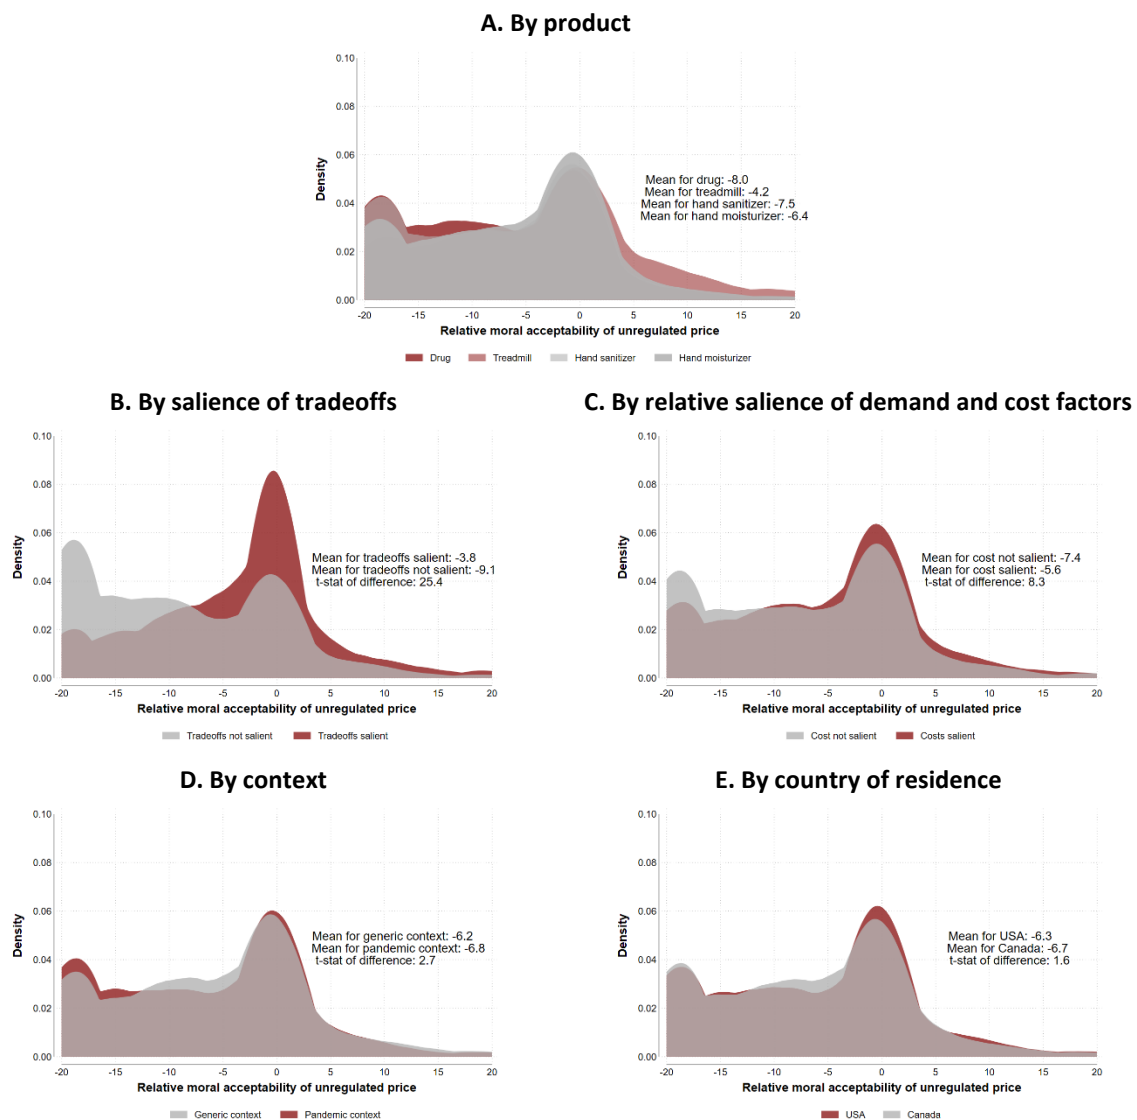 A. By product
0.10
0.08
0.06
0.04
0.02
0.00
Density
Mean for drug: -8.0
Mean for treadmill: -4.2
Mean for hand sanitizer: -7.5
Mean for hand moisturizer: -6.4
-20 -15 -10 -5 0 5 10 15 20
Relative moral acceptability of unregulated price
Drug Treadmill Hand sanitizer Hand moisturizer
B. By salience of tradeoffs
0.10
0.08
0.06
0.04
0.02
0.00
Density
Mean for tradeoffs salient: -3.8
Mean for tradeoffs not salient: -9.1
t-stat of difference: 25.4
-20 -15 -10 -5 0 5 10 15 20
Relative moral acceptability of unregulated price
Tradeoffs not salient Tradeoffs salient
C. By relative salience of demand and cost factors
0.10
0.08
0.06
0.04
0.02
0.00
Density
Mean for cost not salient: -7.4
Mean for cost salient: -5.6
t-stat of difference: 8.3
-20 -15 -10 -5 0 5 10 15 20
Relative moral acceptability of unregulated price
Cost not salient Costs salient
D. By context
0.10
0.08
0.06
0.04
0.02
0.00
Density
Mean for generic context: -6.2
Mean for pandemic context: -6.8
t-stat of difference: 2.7
-20 -15 -10 -5 0 5 10 15 20
Relative moral acceptability of unregulated price
Generic context Pandemic context
E. By country of residence
0.10
0.08
0.06
0.04
0.02
0.00
Density
Mean for USA: -6.3
Mean for Canada: -6.7
t-stat of difference: 1.6
-20 -15 -10 -5 0 5 10 15 20
Relative moral acceptability of unregulated price
USA Canada